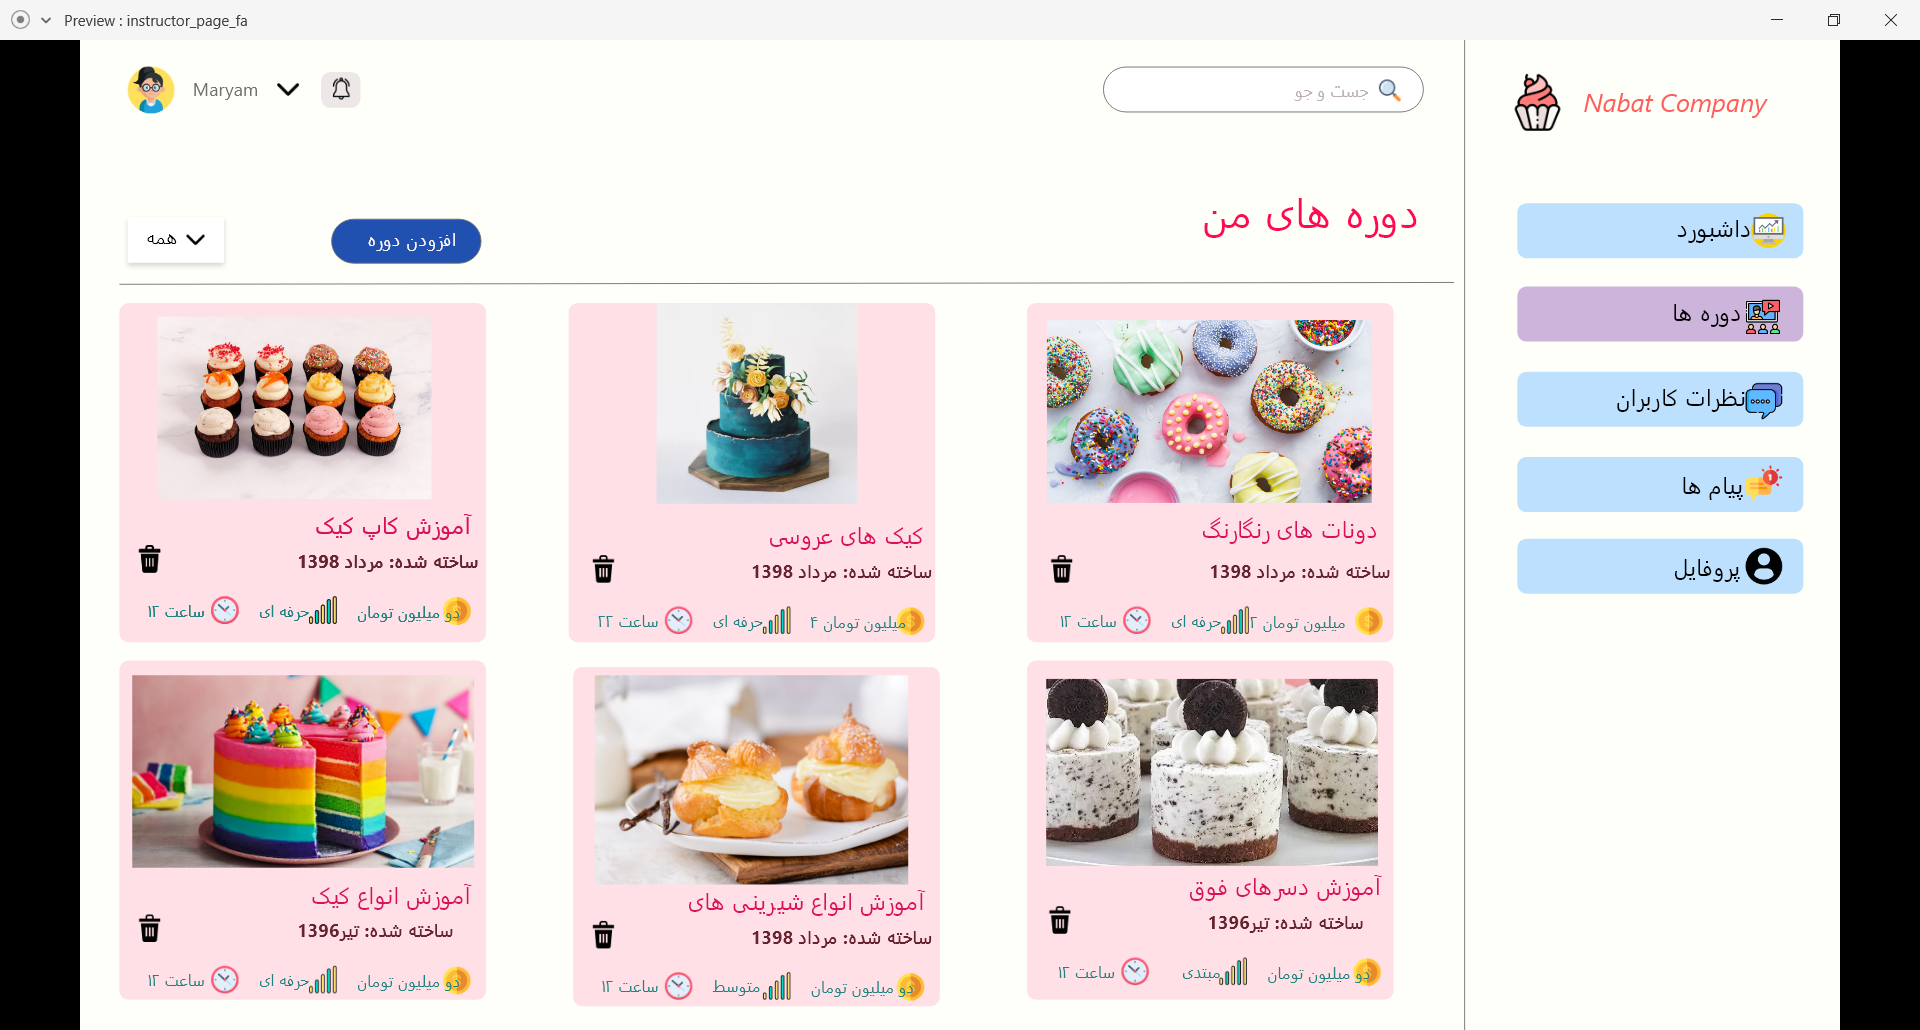 Preview : instructor_page_fa
Maryam
جست و جو
Nabat Company
دوره های من
افزودن دوره
همه
داشبورد
دوره ها
نظرات کاربران
پیام ها
پروفایل
دونات های رنگارنگ
ساخته شده: مرداد 1398
میلیون تومان ۲
حرفه ای
ساعت ۱۲
کیک های عروسی
ساخته شده: مرداد 1398
میلیون تومان ۴
حرفه ای
ساعت ۲۲
آموزش کاپ کیک
ساخته شده: مرداد 1398
دو میلیون تومان
حرفه ای
ساعت ۱۲
آموزش دسرهای فوق
ساخته شده: تیر1396
دو میلیون تومان
مبتدی
ساعت ۱۲
آموزش انواع شیرینی های
ساخته شده: مرداد 1398
دو میلیون تومان
متوسط
ساعت ۱۲
آموزش انواع کیک
ساخته شده: تیر1396
دو میلیون تومان
حرفه ای
ساعت ۱۲